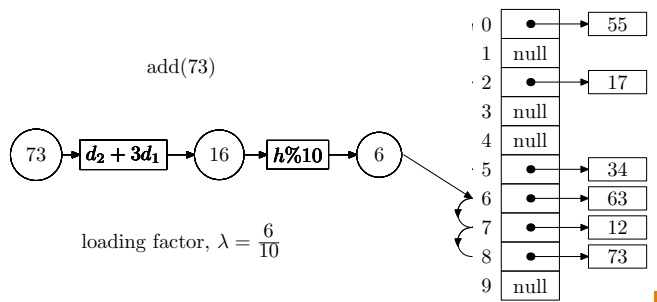 add(73)
73 d₂ + 3d₁ 16 h%10 6
loading factor, λ = 6/10
0 55
1 null
2 17
3 null
4 null
5 34
6 63
7 12
8 73
9 null